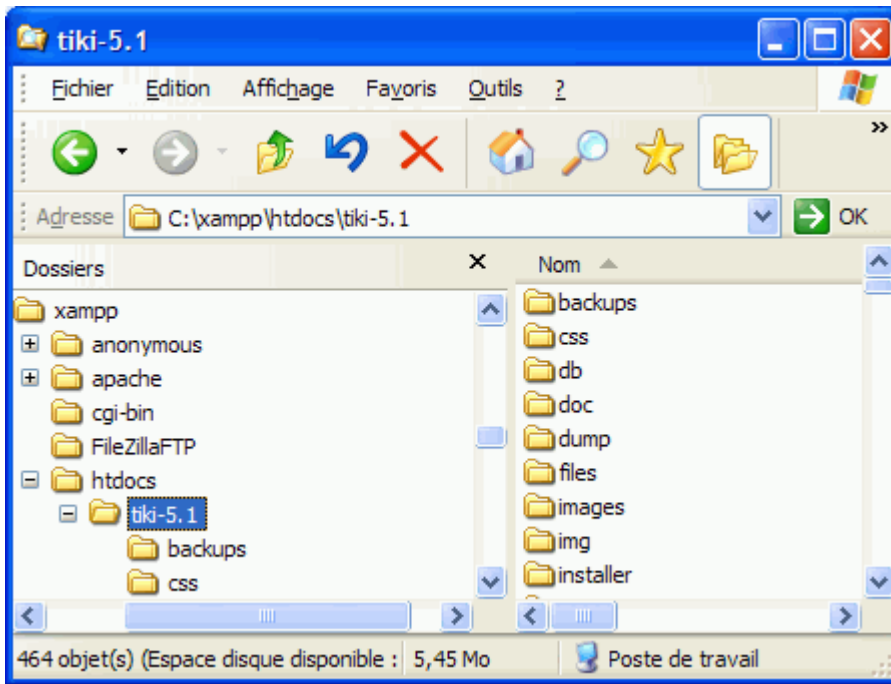 tiki-5.1
Fichier Edition Affichage Favoris Outils ?
»
Adresse C:\xampp\htdocs\tiki-5.1 OK
Dossiers
xampp
anonymous
apache
cgi-bin
FileZillaFTP
htdocs
tiki-5.1
backups
css
Nom
backups
css
db
doc
dump
files
images
img
installer
464 objet(s) (Espace disque disponible : 5,45 Mo Poste de travail